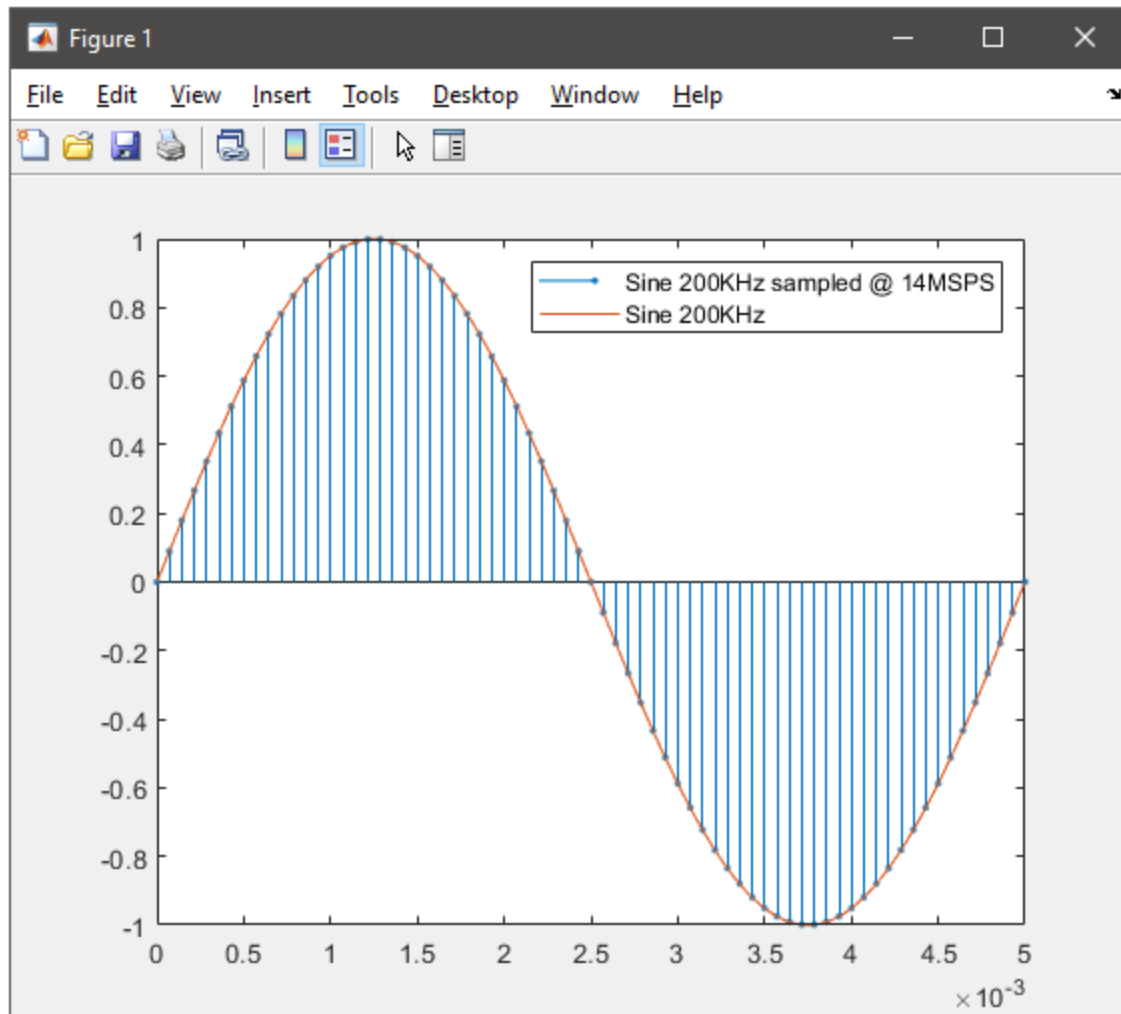 Figure 1
File Edit View Insert Tools Desktop Window Help
Sine 200KHz sampled @ 14MSPS
Sine 200KHz
1
0.8
0.6
0.4
0.2
0
-0.2
-0.4
-0.6
-0.8
-1
0 0.5 1 1.5 2 2.5 3 3.5 4 4.5 5
×10⁻³